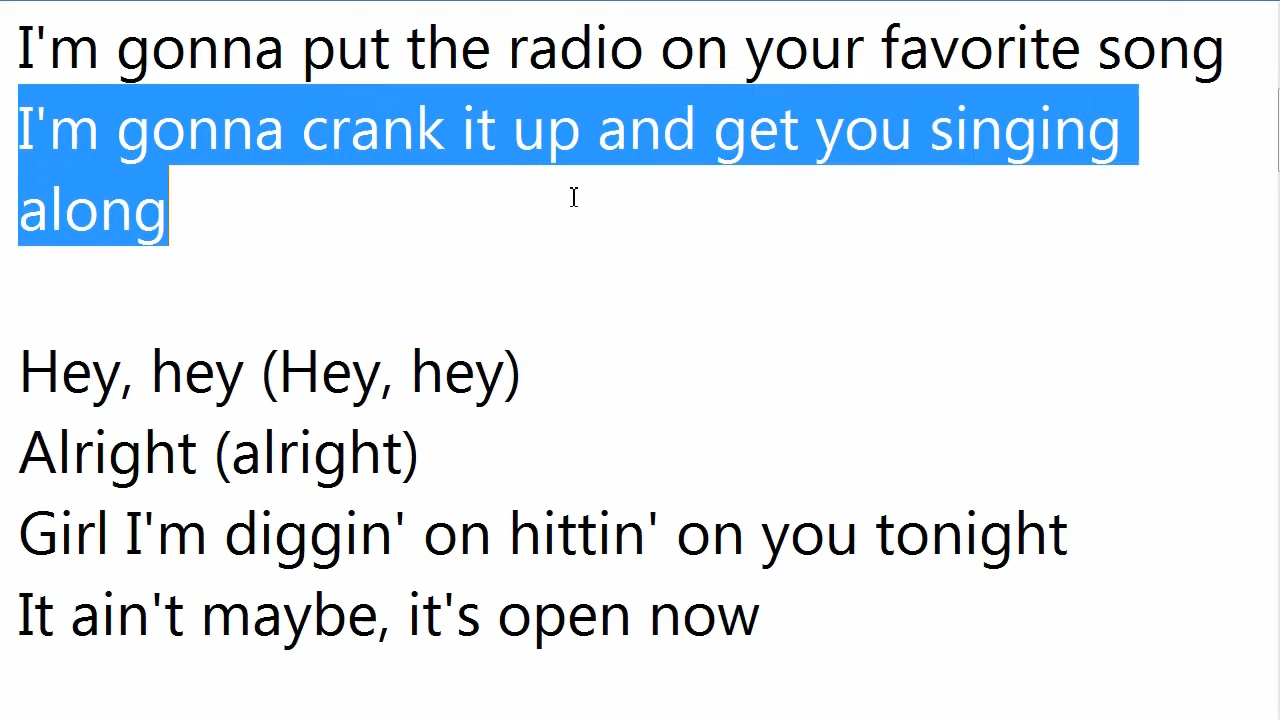 I'm gonna put the radio on your favorite song
I'm gonna crank it up and get you singing
along
Hey, hey (Hey, hey)
Alright (alright)
Girl I'm diggin' on hittin' on you tonight
It ain't maybe, it's open now